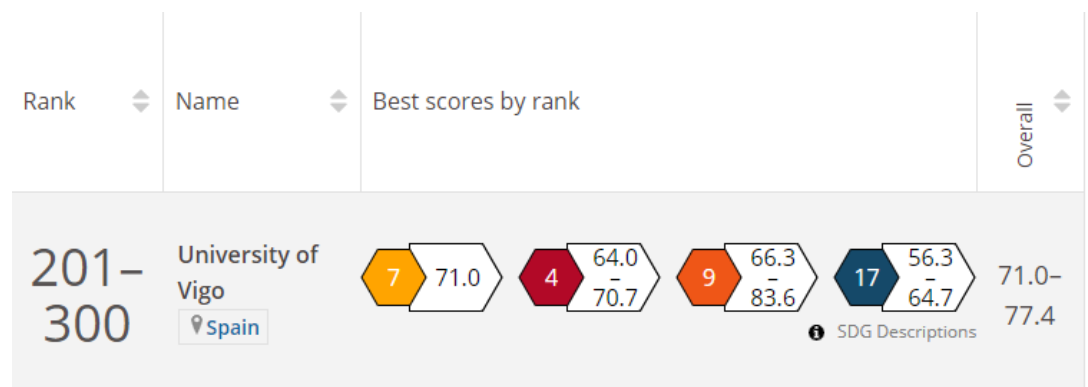 Rank
Name
Best scores by rank
Overall
201–
300
University of
Vigo
Spain
7
71.0
4
64.0
–
70.7
9
66.3
–
83.6
17
56.3
–
64.7
SDG Descriptions
71.0–
77.4